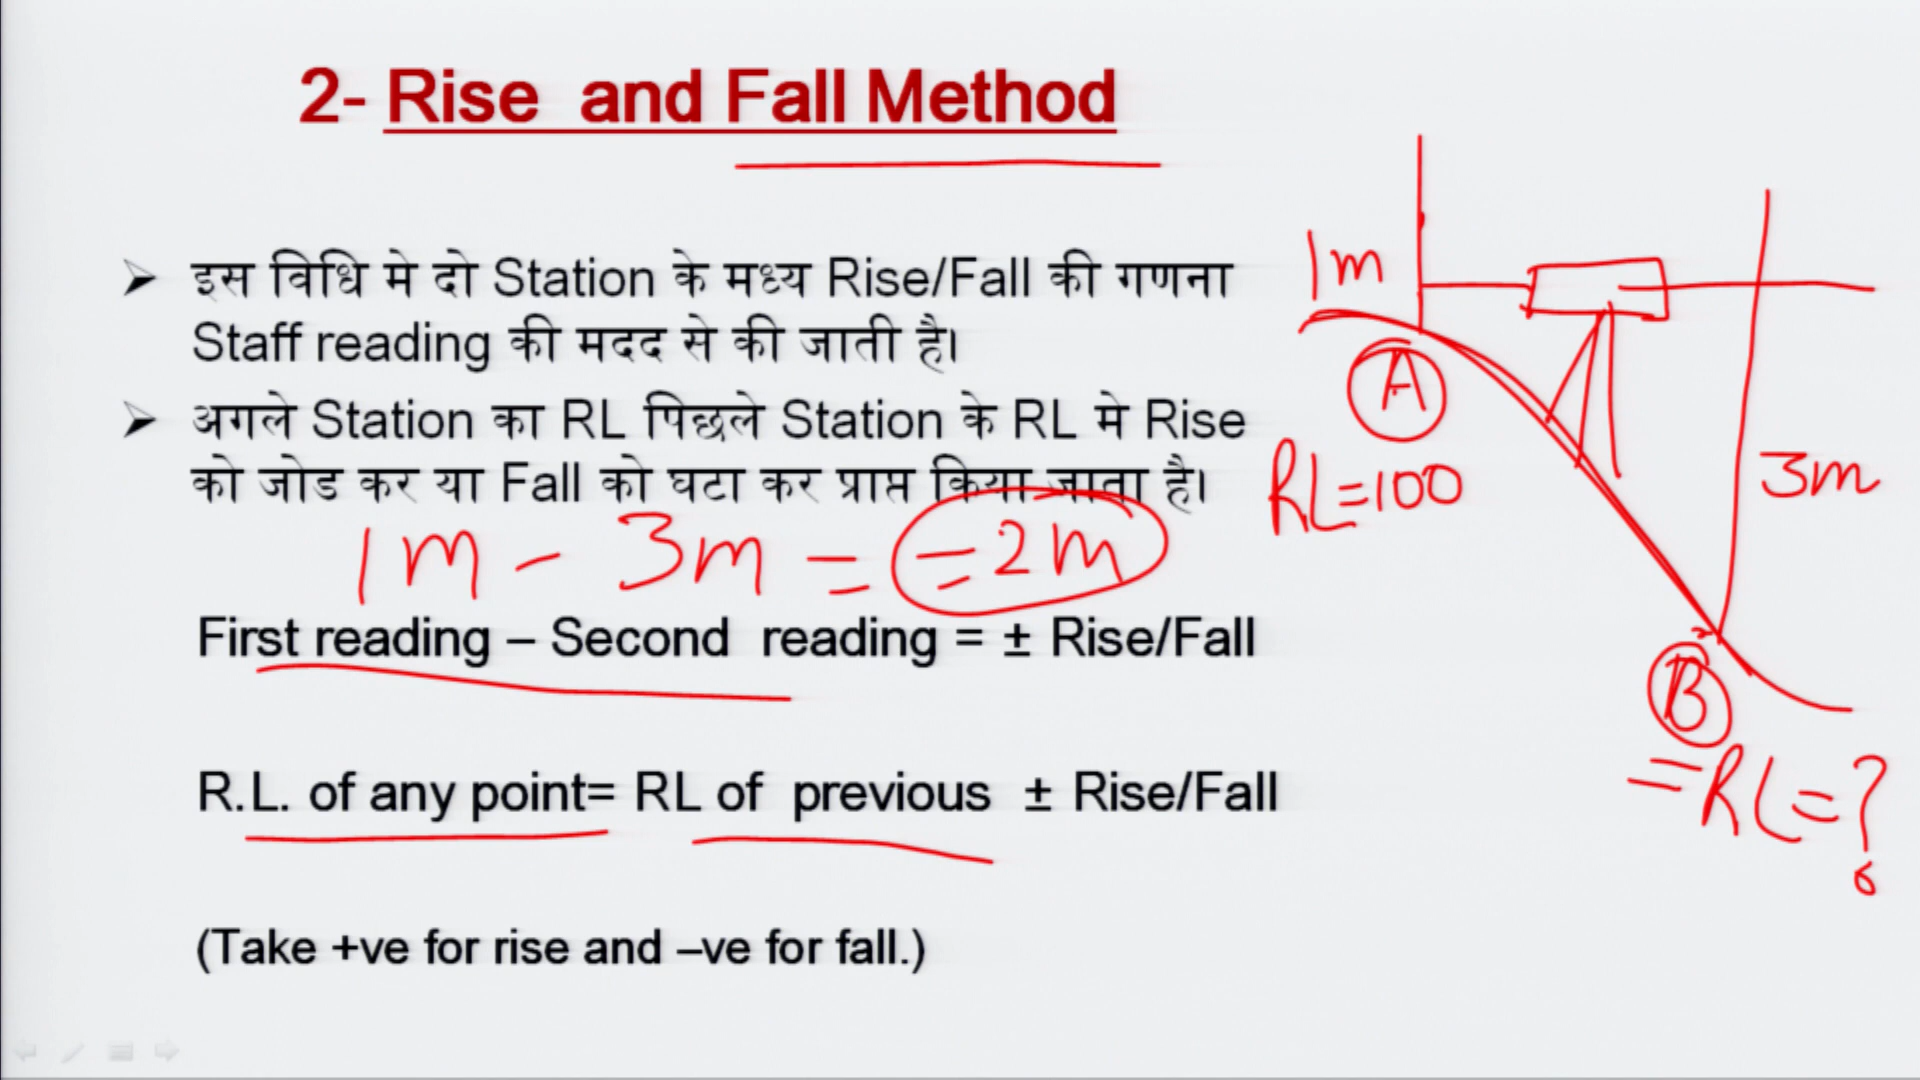 2- Rise and Fall Method
➢ इस विधि मे दो Station के मध्य Rise/Fall की गणना
Staff reading की मदद से की जाती है।
➢ अगले Station का RL पिछले Station के RL मे Rise
को जोड कर या Fall को घटा कर प्राप्त किया जाता है।
1m - 3m = = 2m
First reading – Second reading = ± Rise/Fall
R.L. of any point= RL of previous ± Rise/Fall
(Take +ve for rise and –ve for fall.)
1m
A
RL=100
3m
B
= RL=?